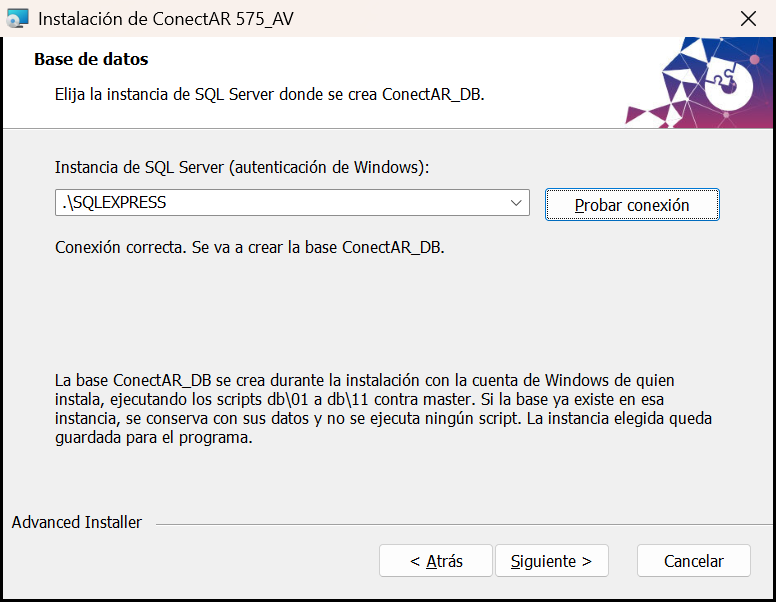 Instalación de ConectAR 575_AV
Base de datos
Elija la instancia de SQL Server donde se crea ConectAR_DB.
Instancia de SQL Server (autenticación de Windows):
.\SQLEXPRESS
Probar conexión
Conexión correcta. Se va a crear la base ConectAR_DB.
La base ConectAR_DB se crea durante la instalación con la cuenta de Windows de quien
instala, ejecutando los scripts db\01 a db\11 contra master. Si la base ya existe en esa
instancia, se conserva con sus datos y no se ejecuta ningún script. La instancia elegida queda
guardada para el programa.
Advanced Installer
< Atrás
Siguiente >
Cancelar